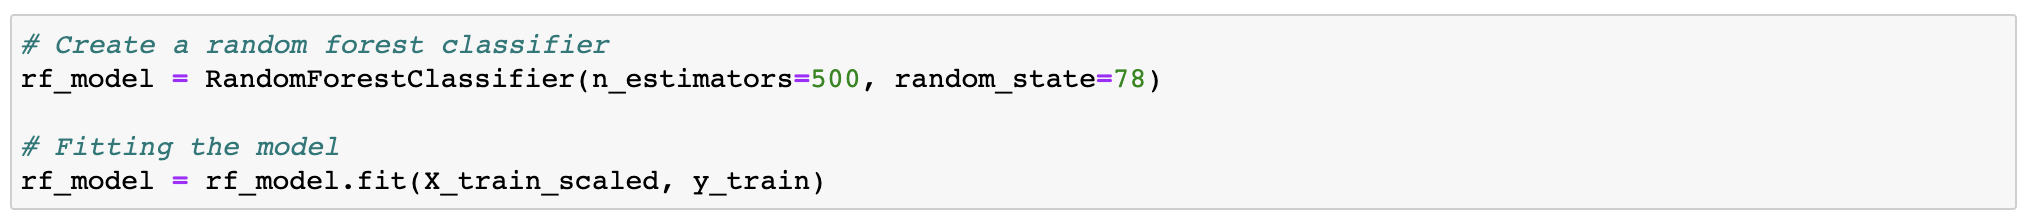 # Create a random forest classifier
rf_model = RandomForestClassifier(n_estimators=500, random_state=78)
# Fitting the model
rf_model = rf_model.fit(X_train_scaled, y_train)